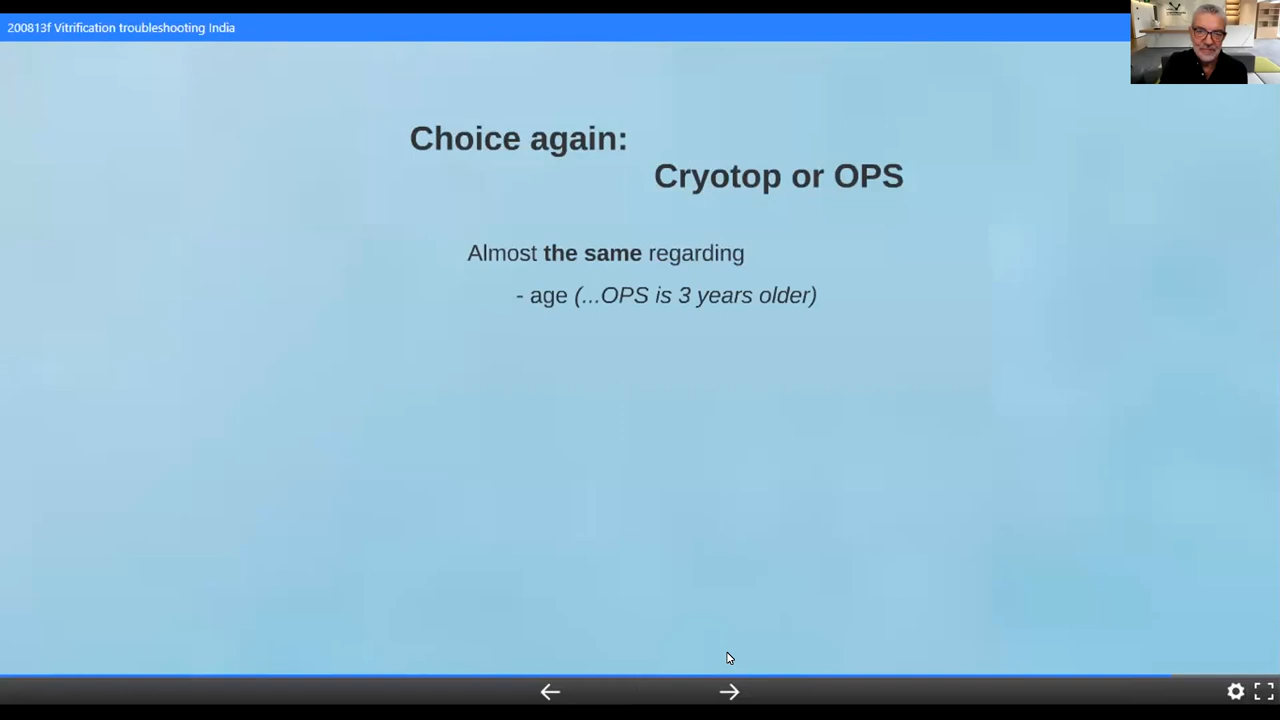 200813f Vitrification troubleshooting India
Choice again:
Cryotop or OPS
Almost the same regarding
- age (...OPS is 3 years older)